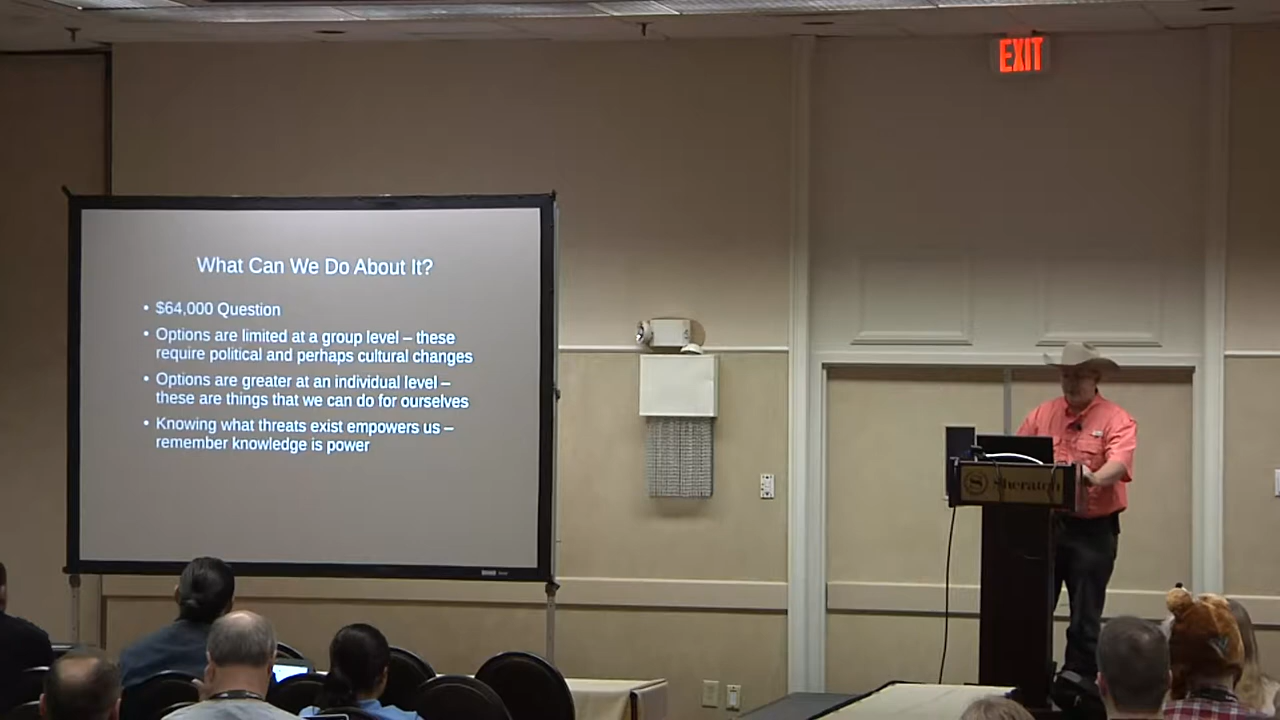 EXIT
What Can We Do About It?
• $64,000 Question
• Options are limited at a group level – these
require political and perhaps cultural changes
• Options are greater at an individual level –
these are things that we can do for ourselves
• Knowing what threats exist empowers us –
remember knowledge is power
S Sheraton